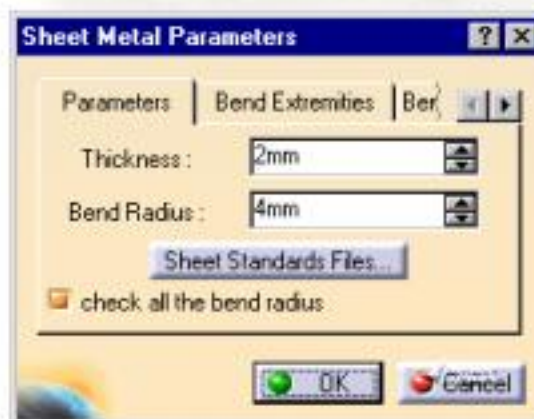 Sheet Metal Parameters ? ×
Parameters Bend Extremities Ber
Thickness : 2mm
Bend Radius : 4mm
Sheet Standards Files...
check all the bend radius
OK Cancel